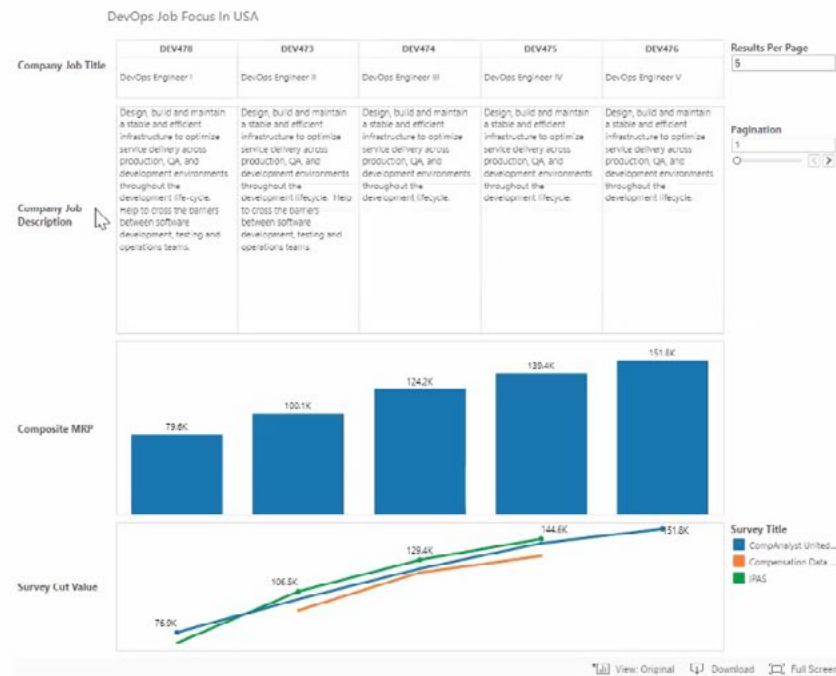 DevOps Job Focus In USA
DEV478 DEV473 DEV474 DEV475 DEV476
Company Job Title
DevOps Engineer I DevOps Engineer II DevOps Engineer III DevOps Engineer IV DevOps Engineer V
Results Per Page
5
Pagination
1
Company Job
Description
Design, build and maintain
a stable and efficient
infrastructure to optimize
service delivery across
production, QA, and
development environments
throughout the
development life-cycle.
Help to cross the barriers
between software
development, testing and
operations teams.
Design, build and maintain
a stable and efficient
infrastructure to optimize
service delivery across
production, QA, and
development environments
throughout the
development lifecycle. Help
to cross the barriers
between software
development, testing and
operations teams.
Design, build and maintain
a stable and efficient
infrastructure to optimize
service delivery across
production, QA, and
development environments
throughout the
development lifecycle.
Design, build and maintain
a stable and efficient
infrastructure to optimize
service delivery across
production, QA, and
development environments
throughout the
development lifecycle.
Design, build and maintain
a stable and efficient
infrastructure to optimize
service delivery across
production, QA, and
development environments
throughout the
development lifecycle.
Composite MRP
79.6K 100.1K 124.2K 139.4K 151.8K
Survey Cut Value
76.0K 106.5K 129.4K 144.6K 151.8K
Survey Title
CompAnalyst United...
Compensation Data ...
IPAS
View: Original Download Full Screen